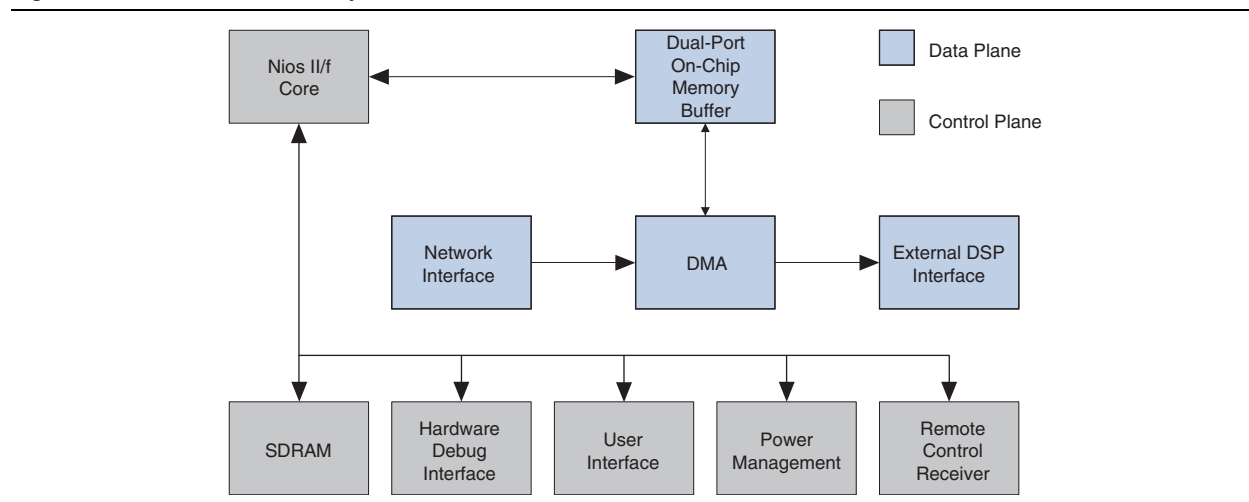 Nios II/f
Core
Dual-Port
On-Chip
Memory
Buffer
Data Plane
Control Plane
Network
Interface
DMA
External DSP
Interface
SDRAM
Hardware
Debug
Interface
User
Interface
Power
Management
Remote
Control
Receiver